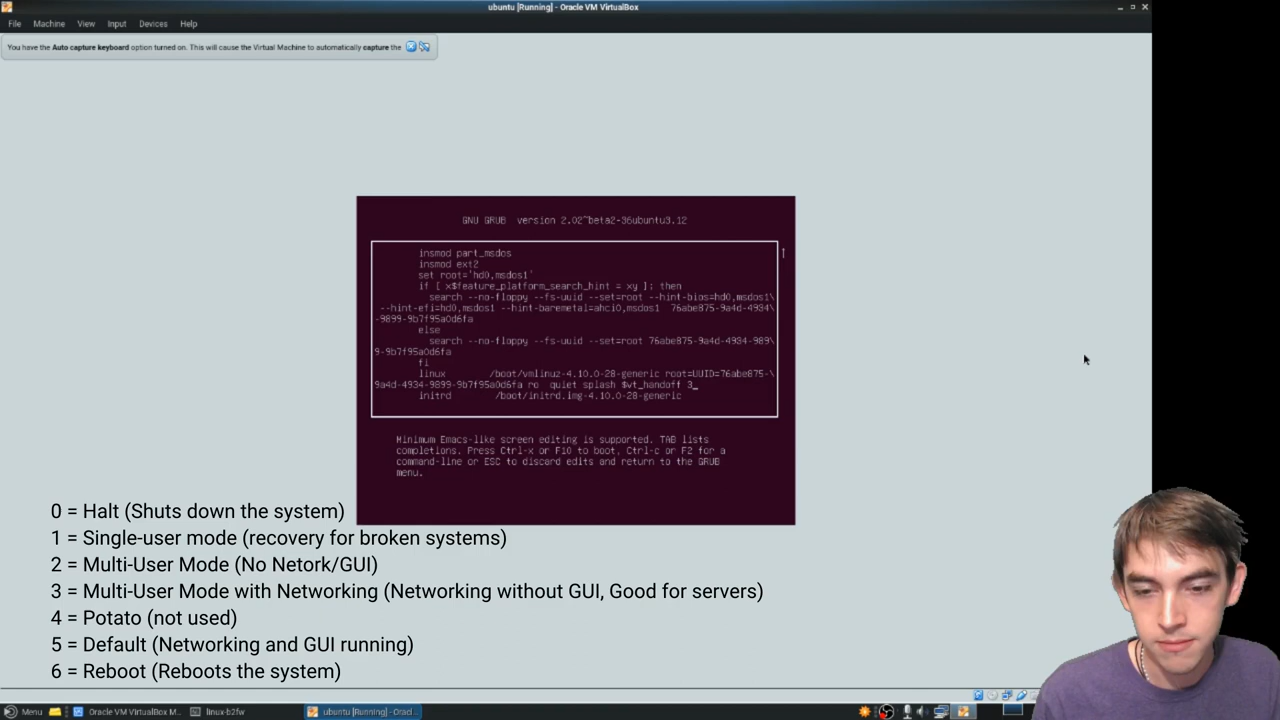 ubuntu [Running] - Oracle VM VirtualBox
File Machine View Input Devices Help
You have the Auto capture keyboard option turned on. This will cause the Virtual Machine to automatically capture the
GNU GRUB version 2.02~beta2-36ubuntu3.12
insmod part_msdos
insmod ext2
set root='hd0,msdos1'
if [ x$feature_platform_search_hint = xy ]; then
search --no-floppy --fs-uuid --set=root --hint-bios=hd0,msdos1\
--hint-efi=hd0,msdos1 --hint-baremetal=ahci0,msdos1 76abe875-9a4d-4934\
-9899-9b7f95a0d6fa
else
search --no-floppy --fs-uuid --set=root 76abe875-9a4d-4934-989\
9-9b7f95a0d6fa
fi
linux /boot/vmlinuz-4.10.0-28-generic root=UUID=76abe875-\
9a4d-4934-9899-9b7f95a0d6fa ro quiet splash $vt_handoff 3_
initrd /boot/initrd.img-4.10.0-28-generic
Minimum Emacs-like screen editing is supported. TAB lists
completions. Press Ctrl-x or F10 to boot, Ctrl-c or F2 for a
command-line or ESC to discard edits and return to the GRUB
menu.
0 = Halt (Shuts down the system)
1 = Single-user mode (recovery for broken systems)
2 = Multi-User Mode (No Netork/GUI)
3 = Multi-User Mode with Networking (Networking without GUI, Good for servers)
4 = Potato (not used)
5 = Default (Networking and GUI running)
6 = Reboot (Reboots the system)
Menu Oracle VM VirtualBox M... linux-b2fw ubuntu [Running] - Oracl...